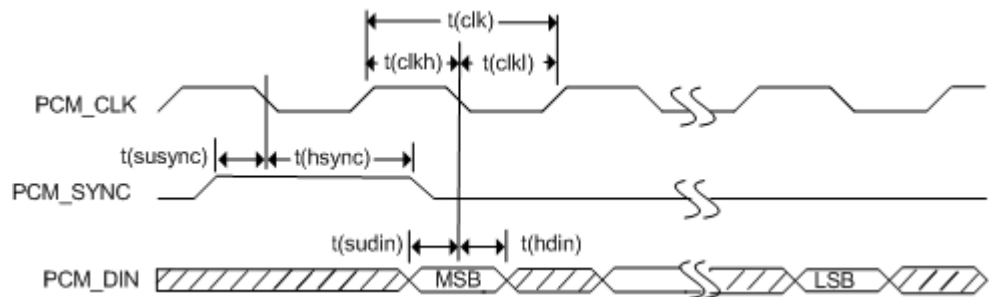 t(clk)
t(clkh) t(clkl)
PCM_CLK
t(susync) t(hsync)
PCM_SYNC
t(sudin) t(hdin)
PCM_DIN MSB LSB